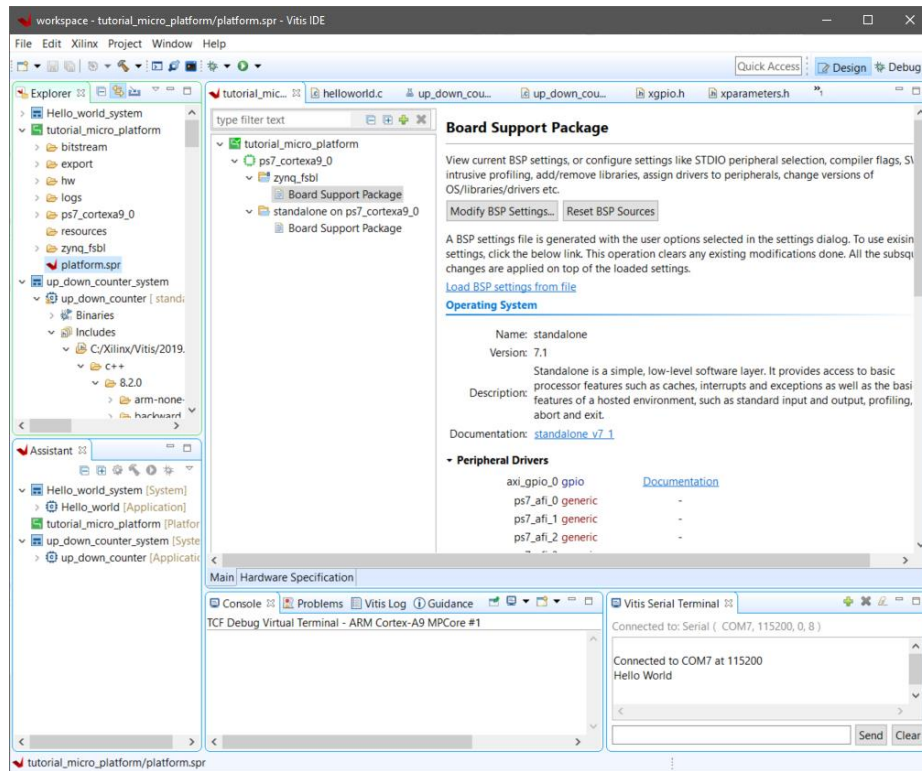 workspace - tutorial_micro_platform/platform.spr - Vitis IDE
File Edit Xilinx Project Window Help
Quick Access
Design
Debug
Explorer
Hello_world_system
tutorial_micro_platform
bitstream
export
hw
logs
ps7_cortexa9_0
resources
zynq_fsbl
platform.spr
up_down_counter_system
up_down_counter [ standa
Binaries
Includes
C:/Xilinx/Vitis/2019.
c++
8.2.0
arm-none-
backward
Assistant
Hello_world_system [System]
Hello_world [Application]
tutorial_micro_platform [Platfor
up_down_counter_system [Syste
up_down_counter [Applicatic
tutorial_mic...
helloworld.c
up_down_cou...
up_down_cou...
xgpio.h
xparameters.h
»1
type filter text
tutorial_micro_platform
ps7_cortexa9_0
zynq_fsbl
Board Support Package
standalone on ps7_cortexa9_0
Board Support Package
Board Support Package
View current BSP settings, or configure settings like STDIO peripheral selection, compiler flags, SW
intrusive profiling, add/remove libraries, assign drivers to peripherals, change versions of
OS/libraries/drivers etc.
Modify BSP Settings...
Reset BSP Sources
A BSP settings file is generated with the user options selected in the settings dialog. To use exisin
settings, click the below link. This operation clears any existing modifications done. All the subsequ
changes are applied on top of the loaded settings.
Load BSP settings from file
Operating System
Name: standalone
Version: 7.1
Standalone is a simple, low-level software layer. It provides access to basic
processor features such as caches, interrupts and exceptions as well as the basi
Description: features of a hosted environment, such as standard input and output, profiling,
abort and exit.
Documentation: standalone_v7_1
Peripheral Drivers
axi_gpio_0 gpio Documentation
ps7_afi_0 generic -
ps7_afi_1 generic -
ps7_afi_2 generic -
Main
Hardware Specification
Console
Problems
Vitis Log
Guidance
TCF Debug Virtual Terminal - ARM Cortex-A9 MPCore #1
Vitis Serial Terminal
Connected to: Serial ( COM7, 115200, 0, 8 )
Connected to COM7 at 115200
Hello World
Send
Clear
tutorial_micro_platform/platform.spr